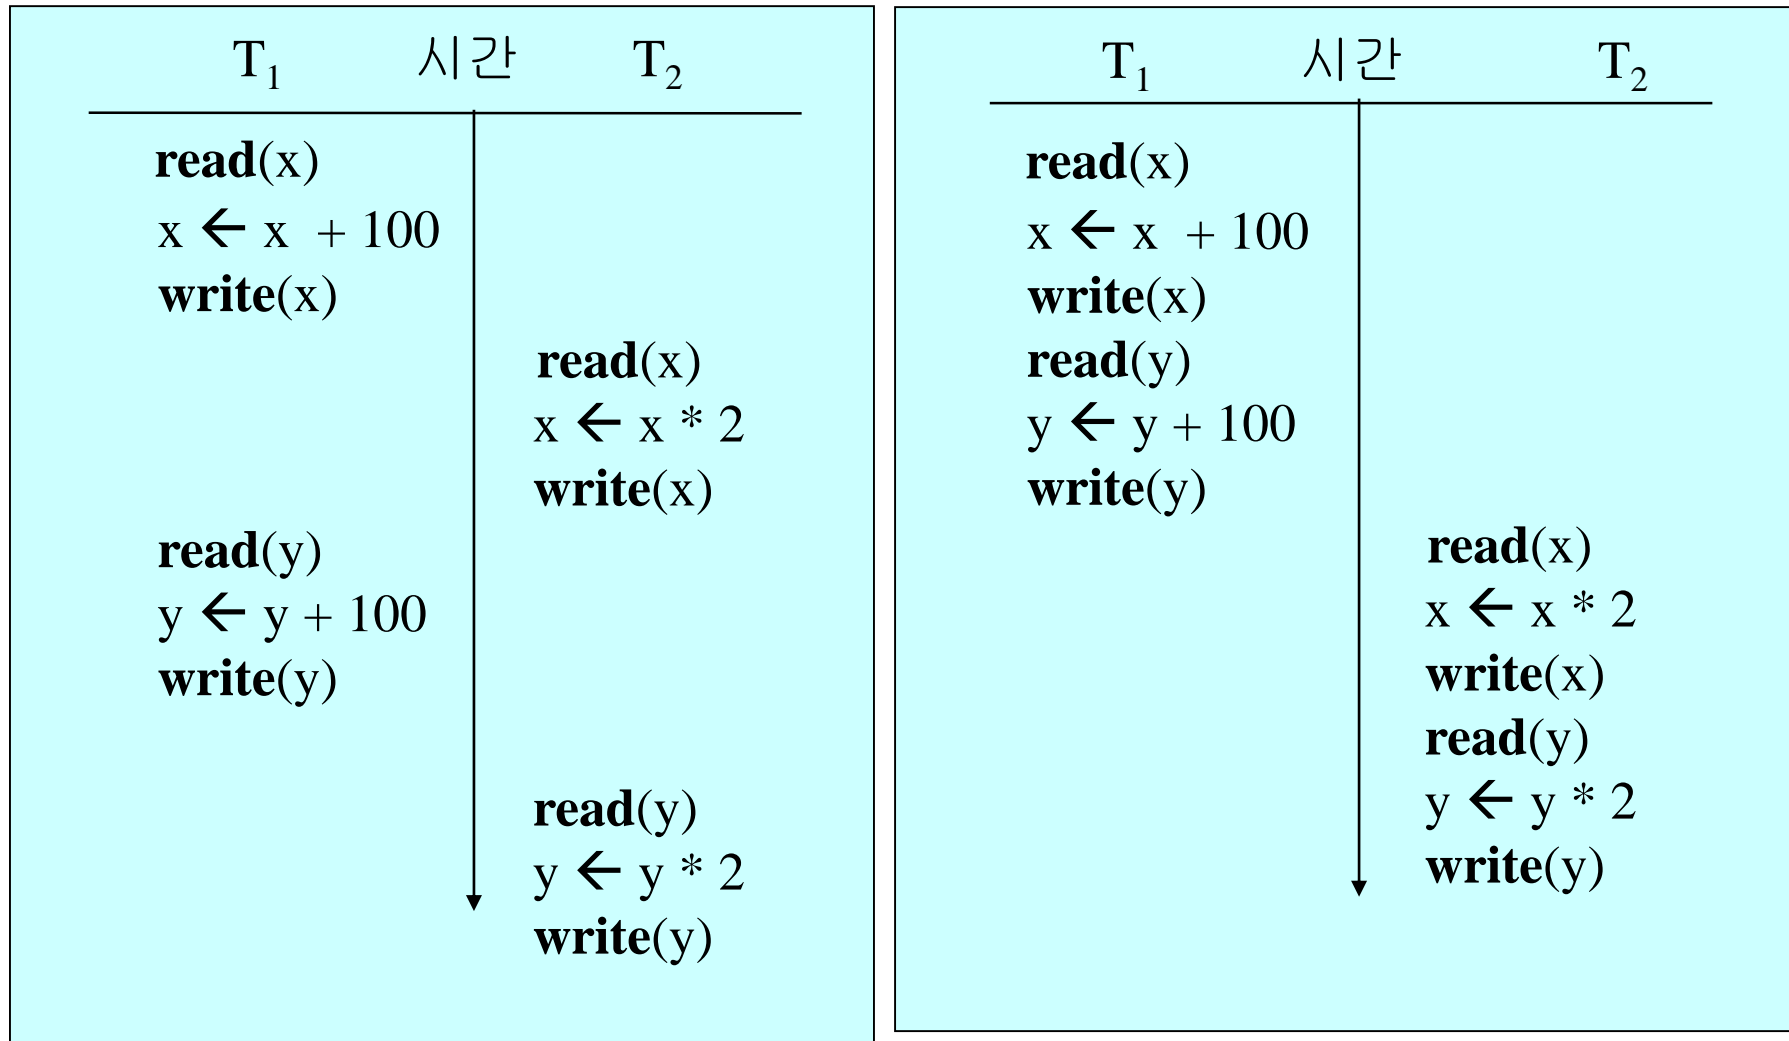 T₁ 시간 T₂
read(x)
x ← x + 100
write(x)
read(x)
x ← x * 2
write(x)
read(y)
y ← y + 100
write(y)
read(y)
y ← y * 2
write(y)
T₁ 시간 T₂
read(x)
x ← x + 100
write(x)
read(y)
y ← y + 100
write(y)
read(x)
x ← x * 2
write(x)
read(y)
y ← y * 2
write(y)